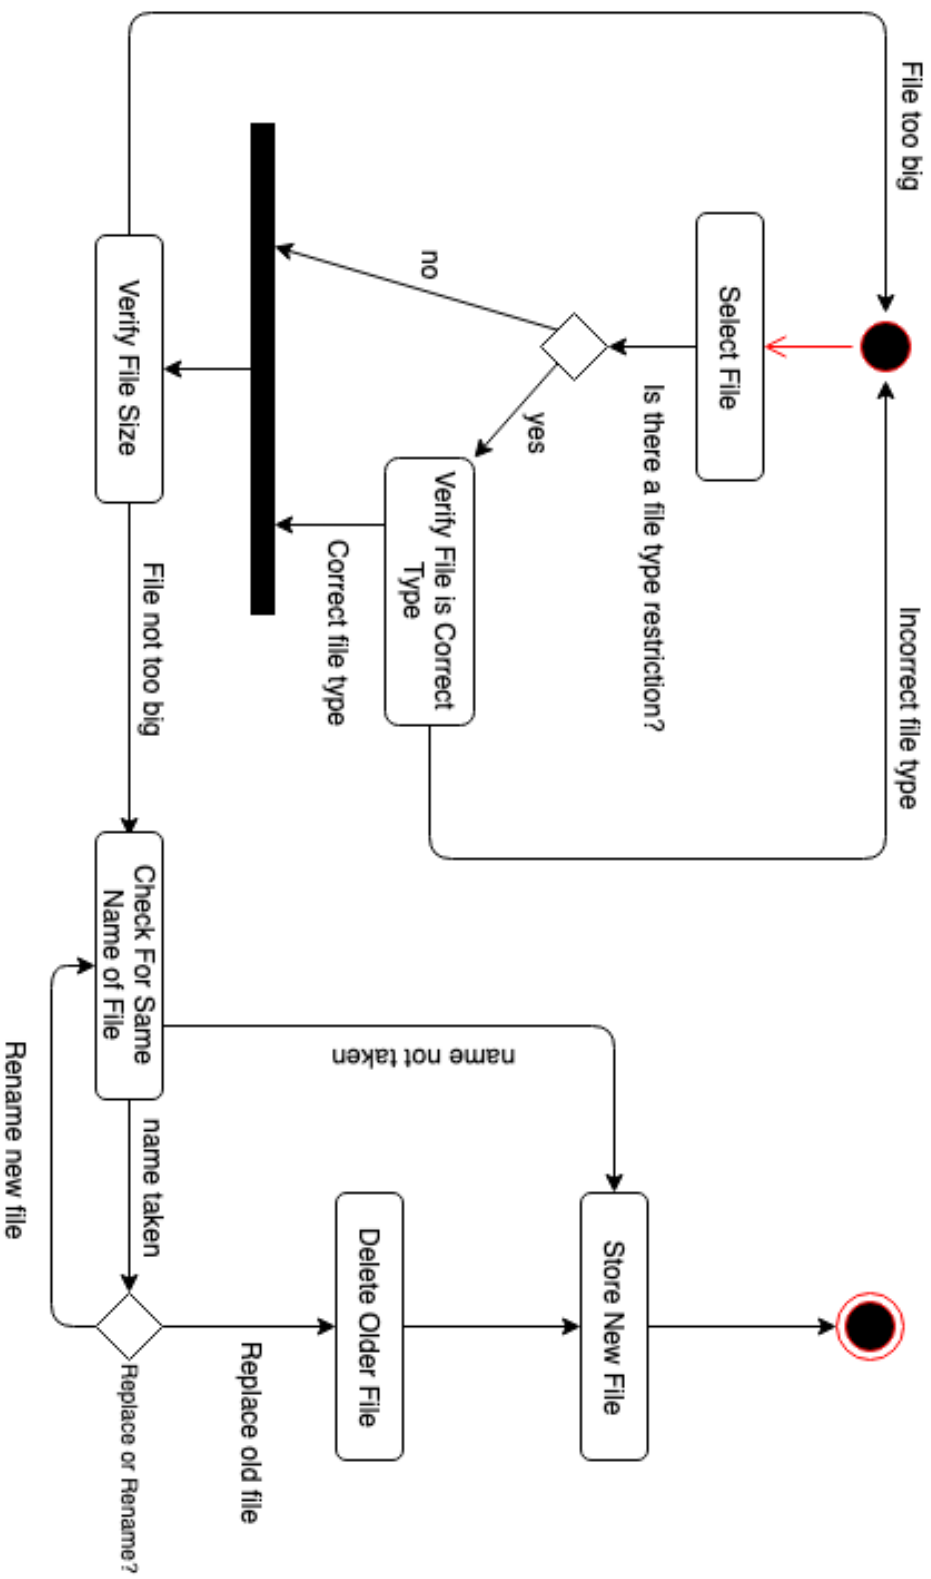 File too big
Incorrect file type
Select File
Is there a file type restriction?
no
yes
Verify File is Correct
Type
Correct file type
Verify File Size
File not too big
Check For Same
Name of File
name not taken
name taken
Rename new file
Replace or Rename?
Replace old file
Delete Older File
Store New File